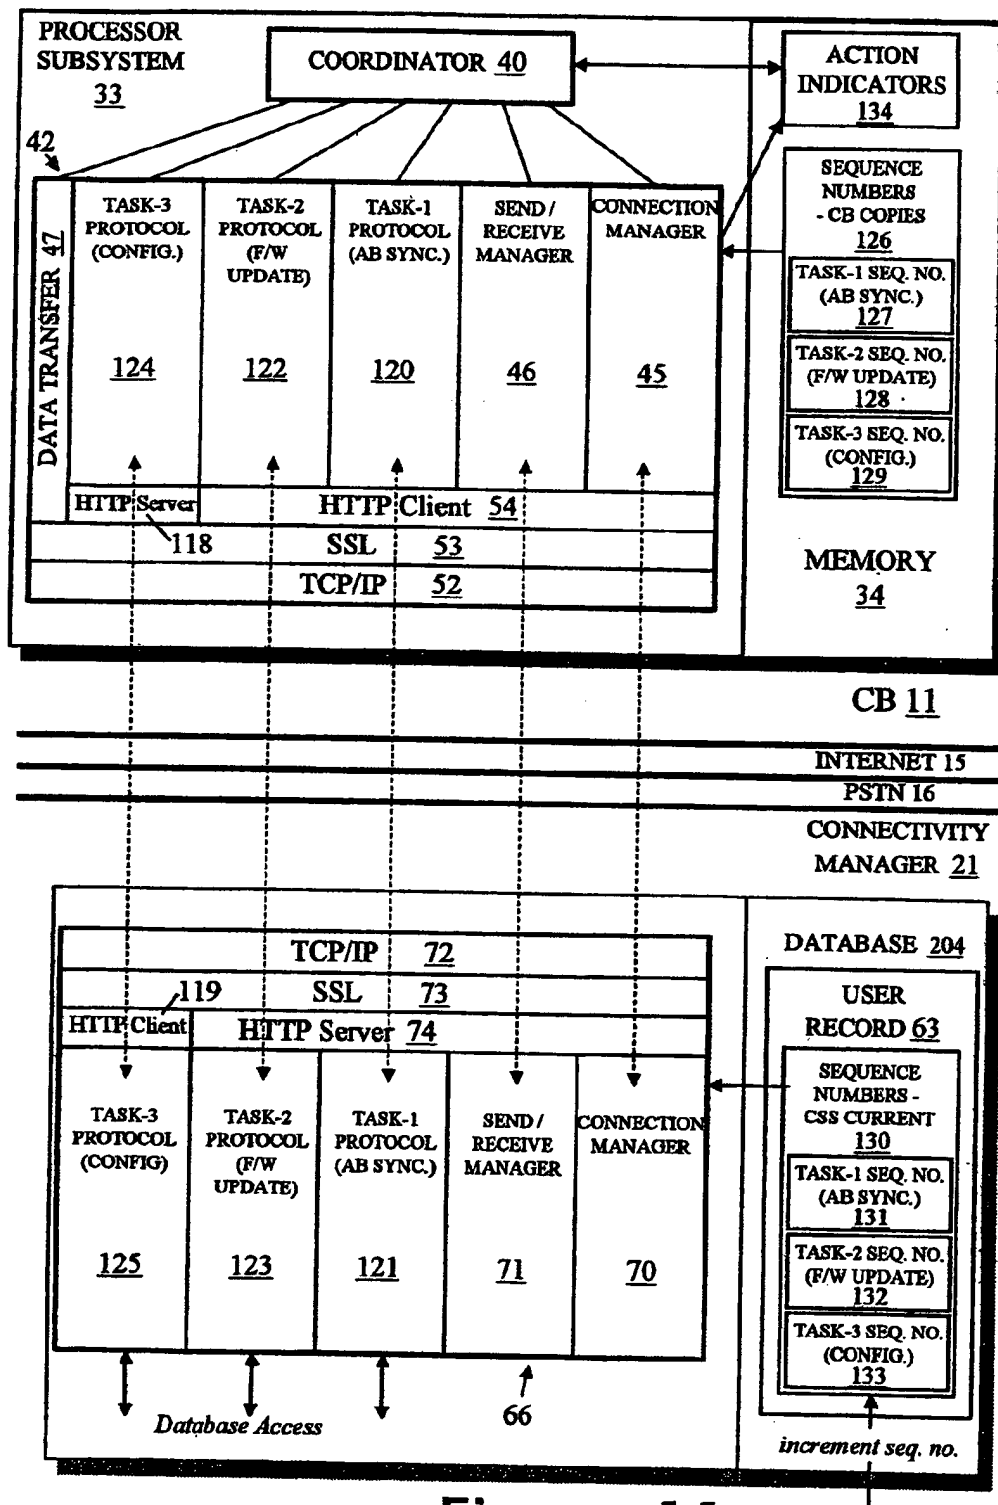 PROCESSOR
SUBSYSTEM
33
COORDINATOR 40
ACTION
INDICATORS
134
42
DATA TRANSFER 47
TASK-3
PROTOCOL
(CONFIG.)
124
TASK-2
PROTOCOL
(F/W
UPDATE)
122
TASK-1
PROTOCOL
(AB SYNC.)
120
SEND /
RECEIVE
MANAGER
46
CONNECTION
MANAGER
45
SEQUENCE
NUMBERS
- CB COPIES
126
TASK-1 SEQ. NO.
(AB SYNC.)
127
TASK-2 SEQ. NO.
(F/W UPDATE)
128
TASK-3 SEQ. NO.
(CONFIG.)
129
HTTP Server
HTTP Client 54
118
SSL 53
TCP/IP 52
MEMORY
34
CB 11
INTERNET 15
PSTN 16
CONNECTIVITY
MANAGER 21
TCP/IP 72
119
SSL 73
HTTP Client
HTTP Server 74
TASK-3
PROTOCOL
(CONFIG)
125
TASK-2
PROTOCOL
(F/W
UPDATE)
123
TASK-1
PROTOCOL
(AB SYNC.)
121
SEND /
RECEIVE
MANAGER
71
CONNECTION
MANAGER
70
DATABASE 204
USER
RECORD 63
SEQUENCE
NUMBERS -
CSS CURRENT
130
TASK-1 SEQ. NO.
(AB SYNC.)
131
TASK-2 SEQ. NO.
(F/W UPDATE)
132
TASK-3 SEQ. NO.
(CONFIG.)
133
Database Access
66
increment seq. no.